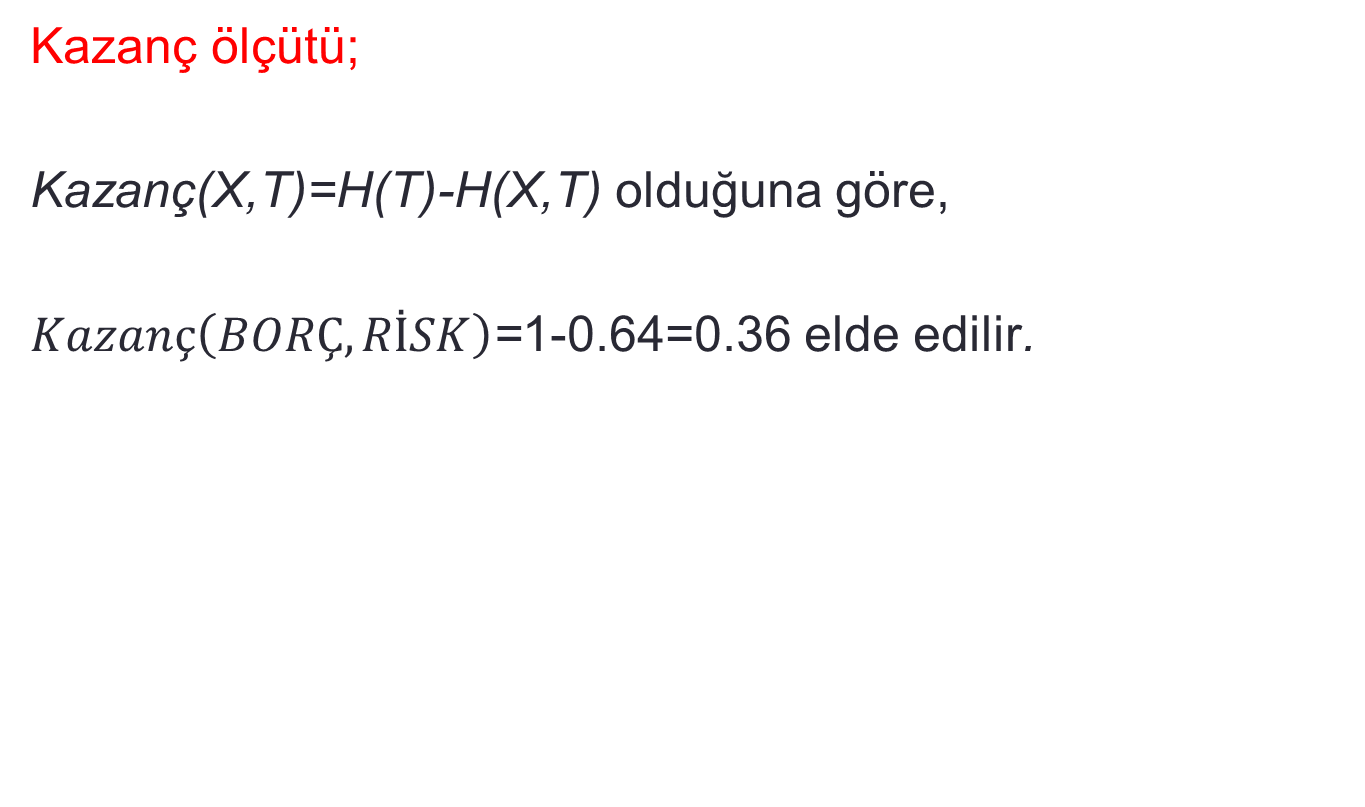 Kazanç ölçütü;
Kazanç(X,T)=H(T)-H(X,T) olduğuna göre,
Kazanç(BORÇ,RİSK)=1-0.64=0.36 elde edilir.